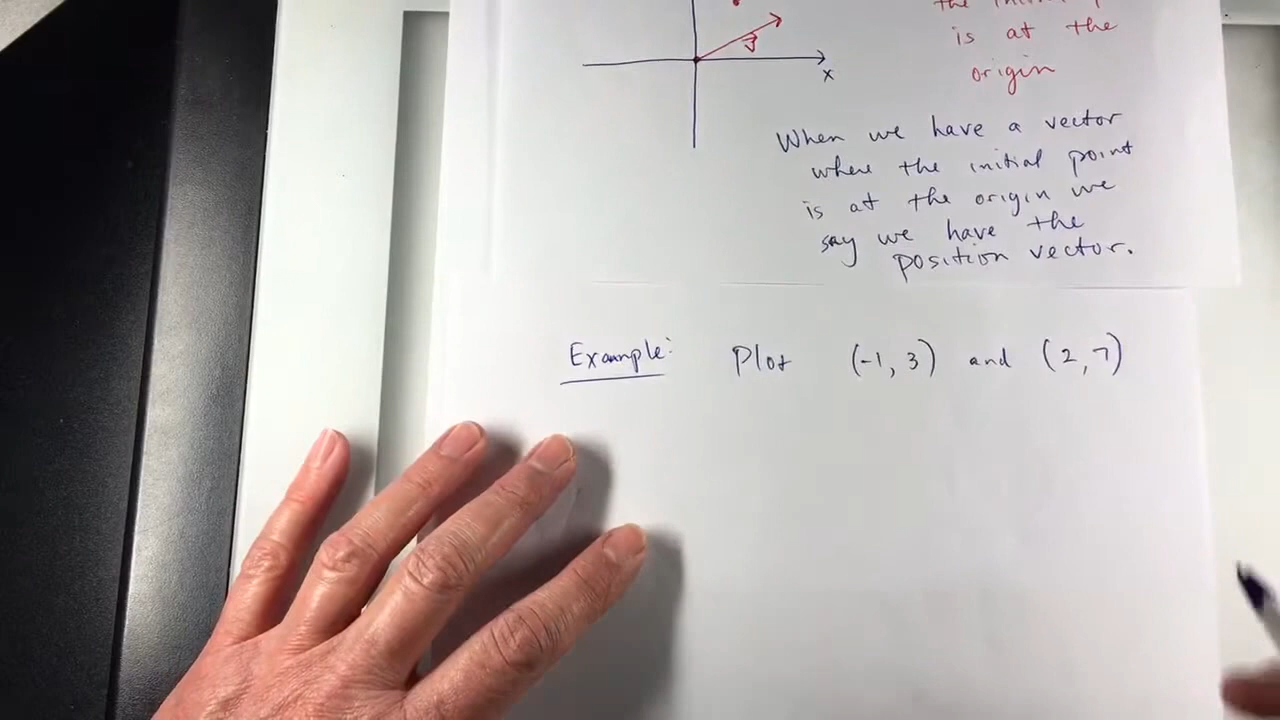 is at the
origin
x
When we have a vector
where the initial point
is at the origin we
say we have the
position vector.
Example: Plot (-1, 3) and (2, 7)